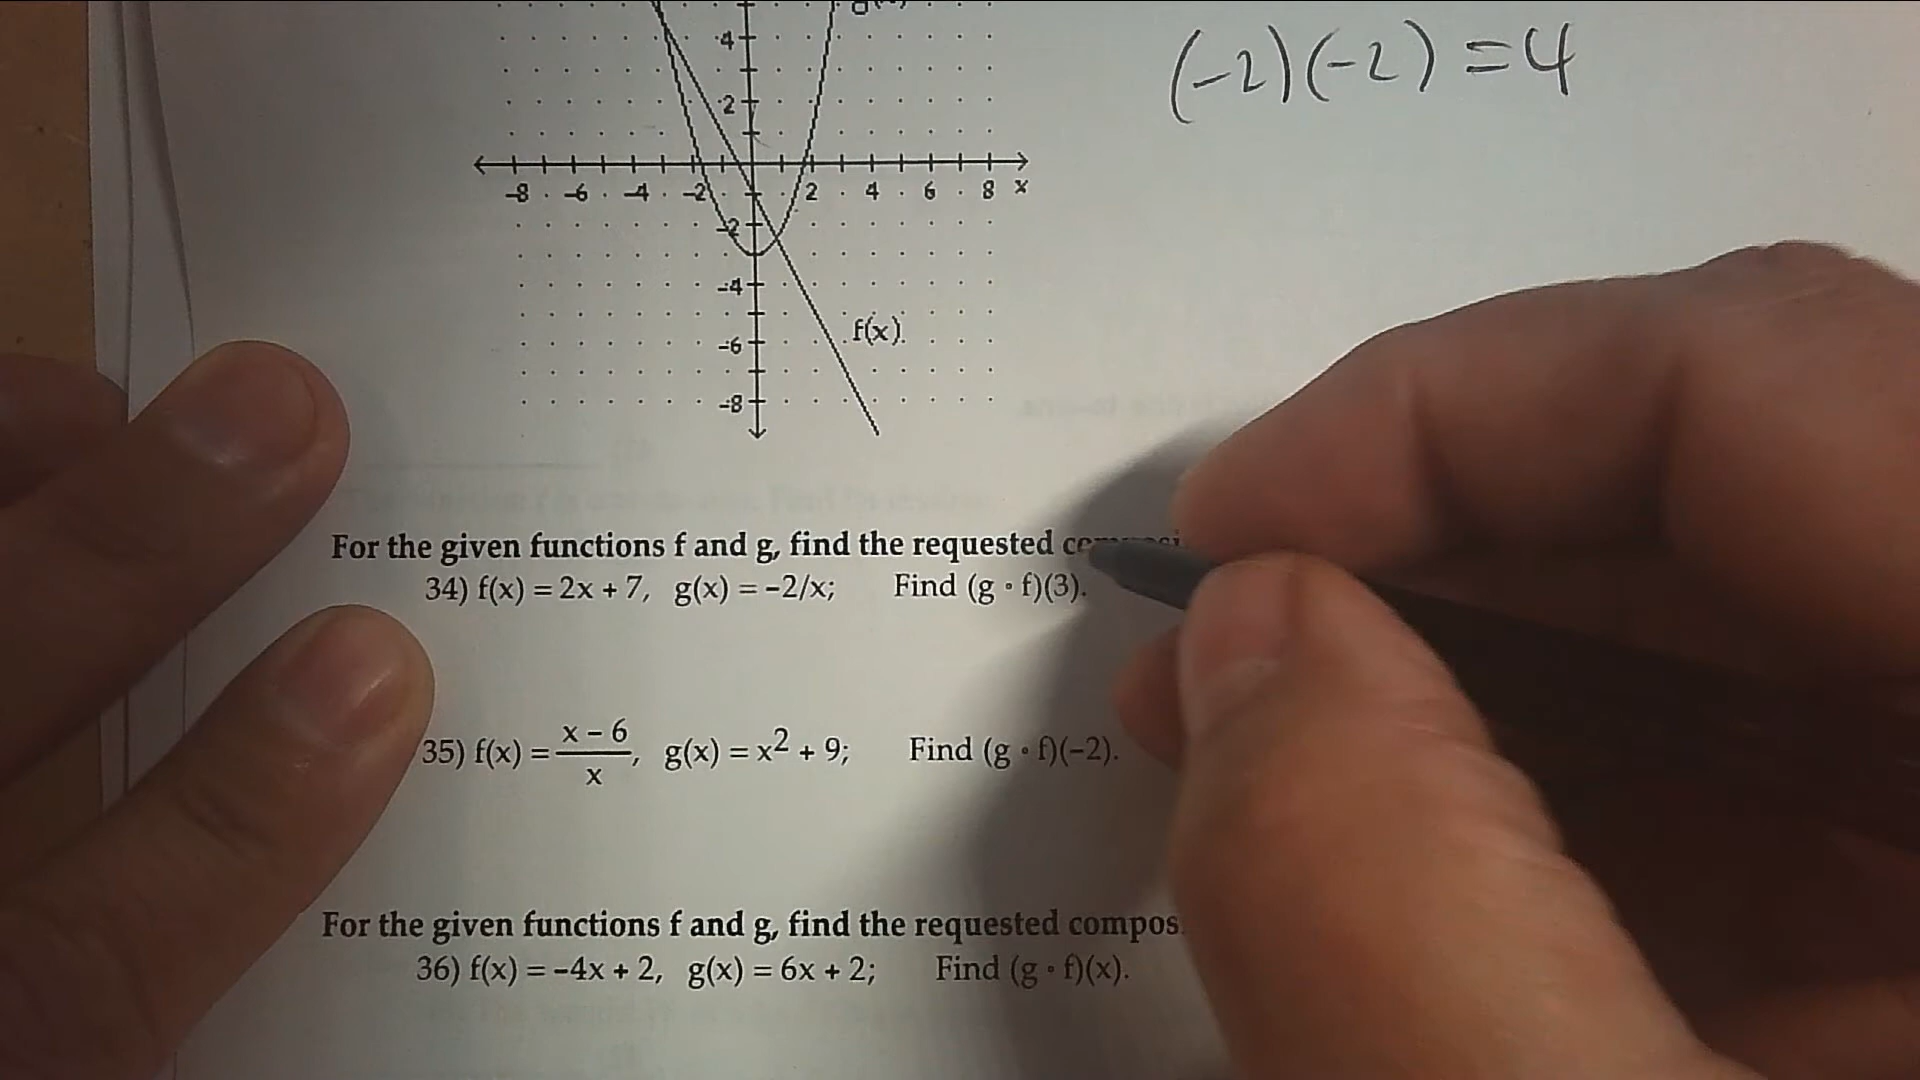 (-2)(-2) = 4
4
2
-8 -6 -4 -2 2 4 6 8 x
-2
-4
f(x)
-6
-8
For the given functions f and g, find the requested
34) f(x) = 2x + 7, g(x) = -2/x; Find (g ∘ f)(3).
35) f(x) = x - 6 / x, g(x) = x² + 9; Find (g ∘ f)(-2).
For the given functions f and g, find the requested compos
36) f(x) = -4x + 2, g(x) = 6x + 2; Find (g ∘ f)(x).